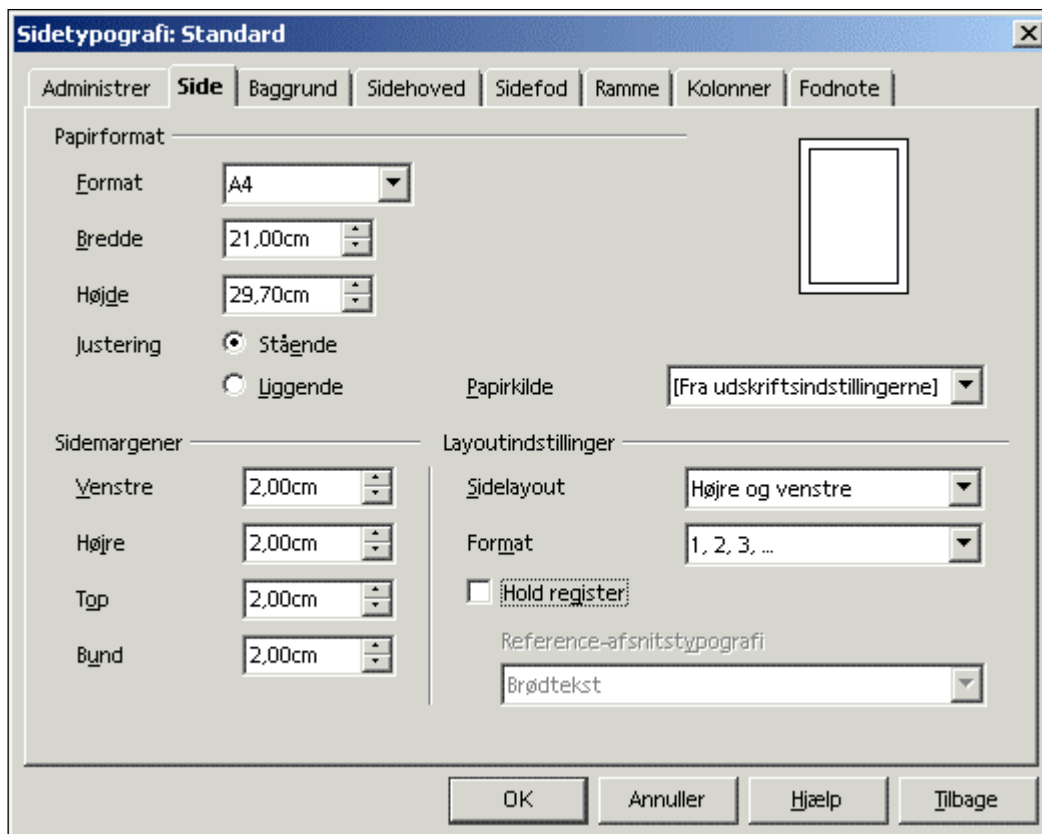 Sidetypografi: Standard
Administrer Side Baggrund Sidehoved Sidefod Ramme Kolonner Fodnote
Papirformat
Format A4
Bredde 21,00cm
Højde 29,70cm
Justering Stående
Liggende Papirkilde [Fra udskriftsindstillingerne]
Sidemargener Layoutindstillinger
Venstre 2,00cm Sidelayout Højre og venstre
Højre 2,00cm Format 1, 2, 3, ...
Top 2,00cm Hold register
Reference-afsnitstypografi
Bund 2,00cm Brødtekst
OK Annuller Hjælp Tilbage